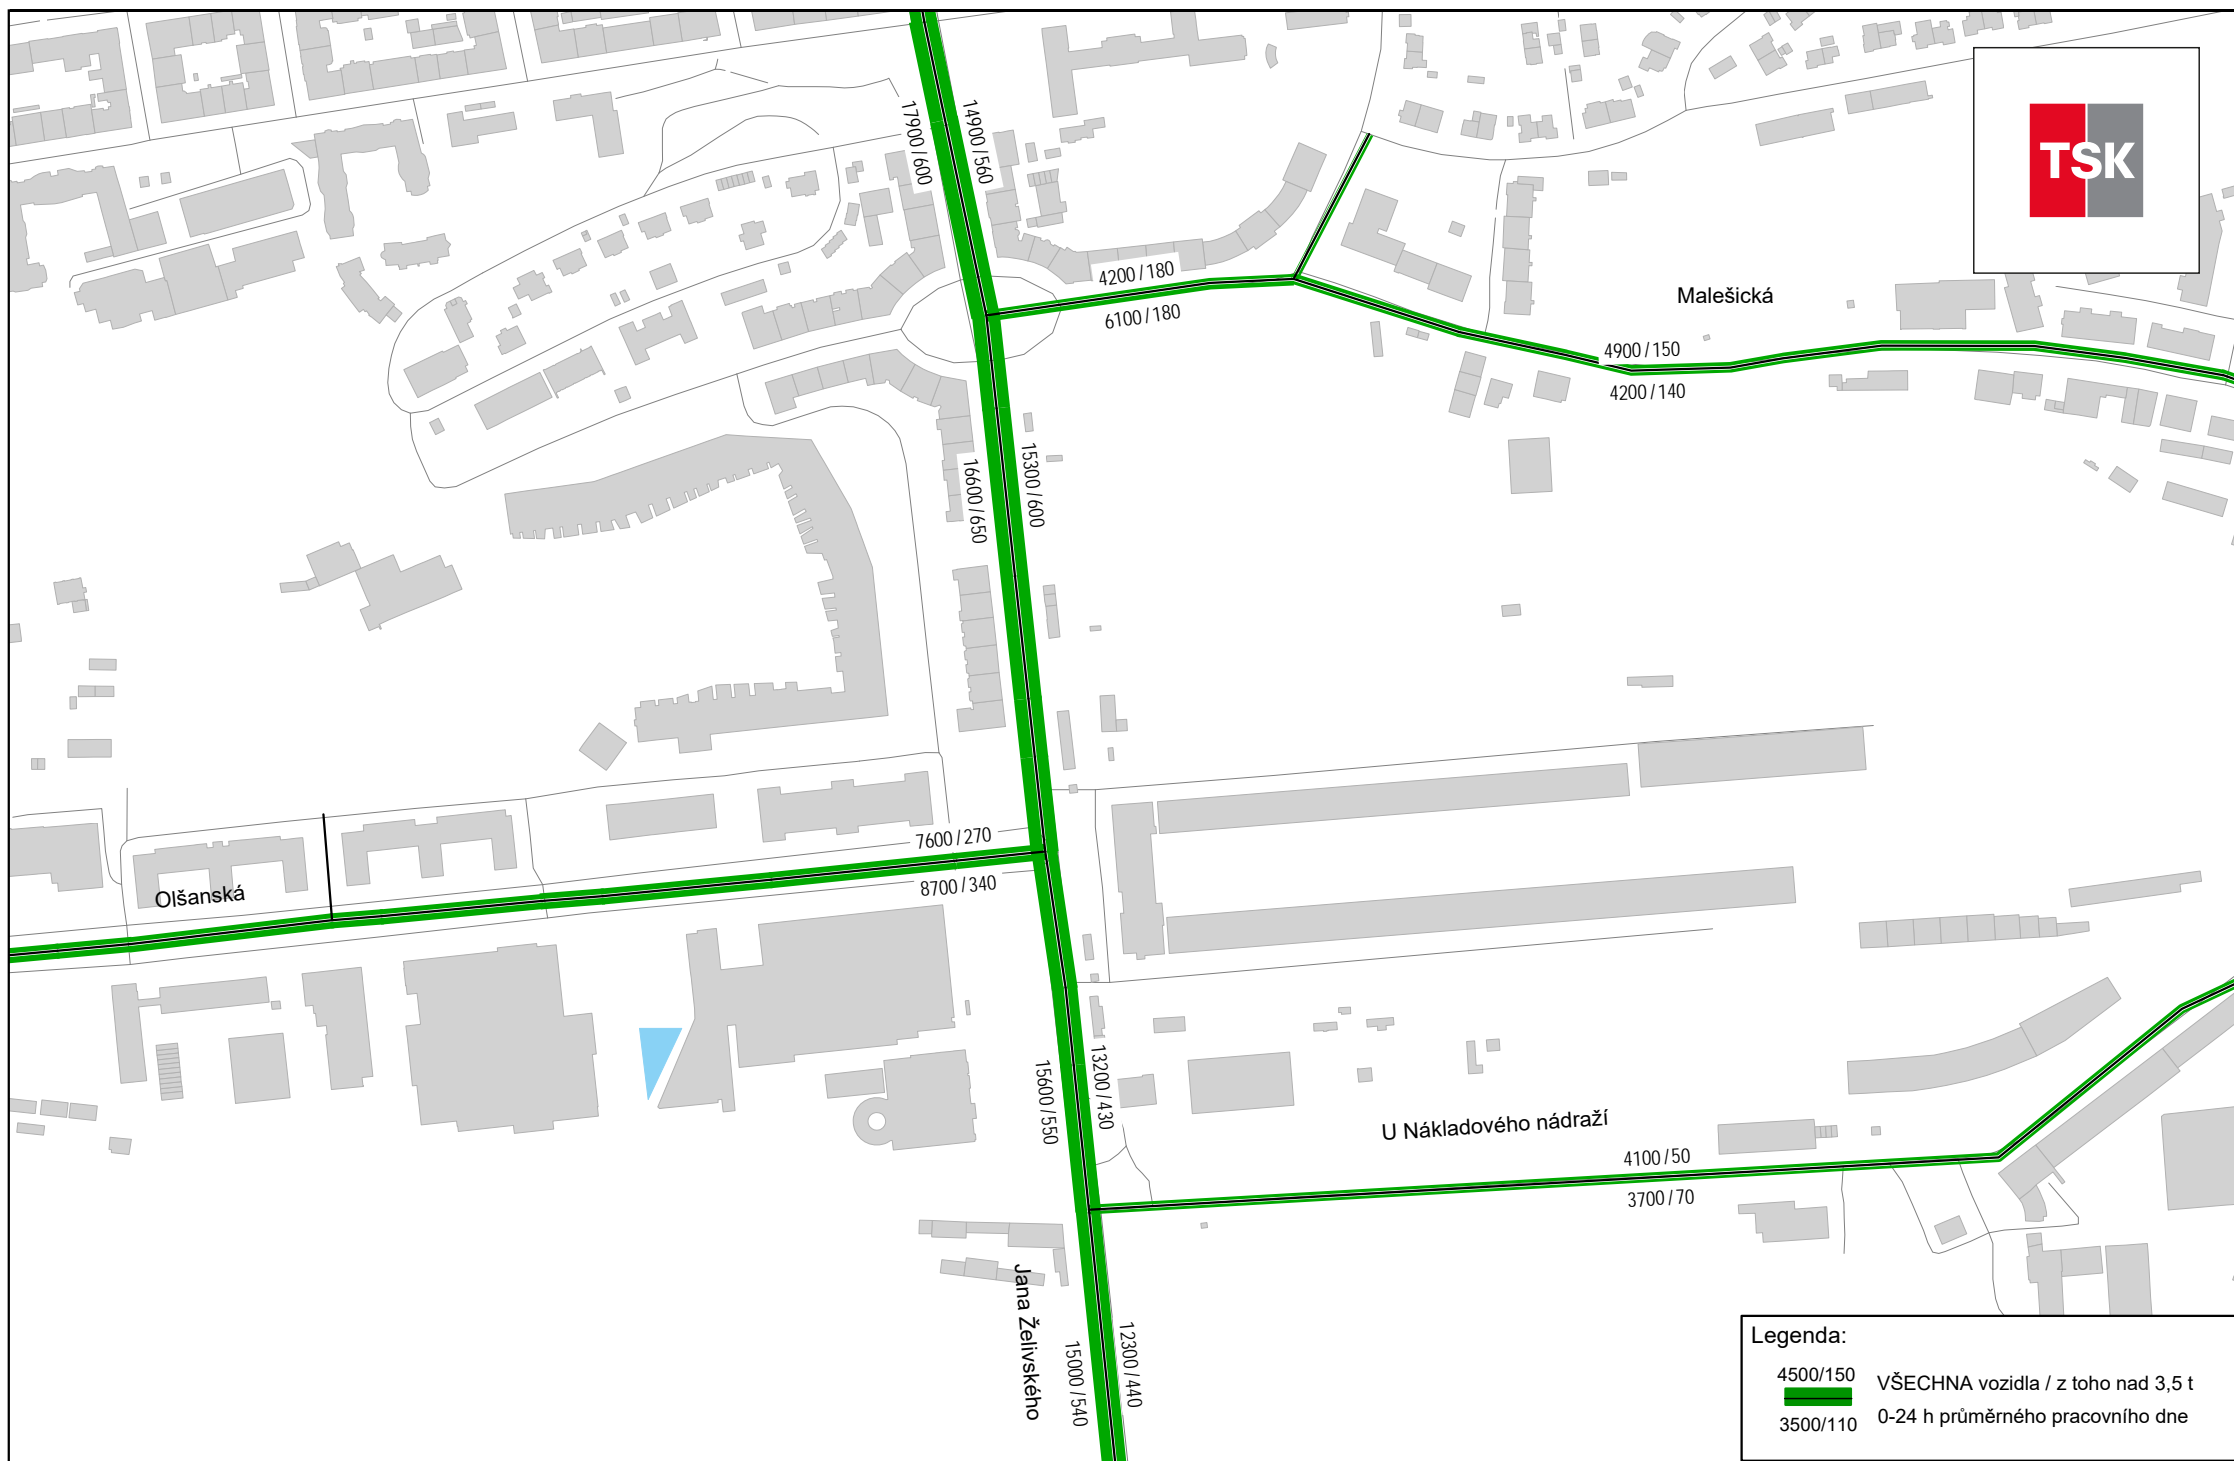 17900/600
14900/560
TSK
4200/180
6100/180
Malešická
4900/150
4200/140
16600/650
15300/600
7600/270
8700/340
Olšanská
15600/550
13200/430
U Nákladového nádraží
4100/50
3700/70
Jana Želivského
15000/540
12300/440
Legenda:
4500/150
VŠECHNA vozidla / z toho nad 3,5 t
3500/110
0-24 h průměrného pracovního dne